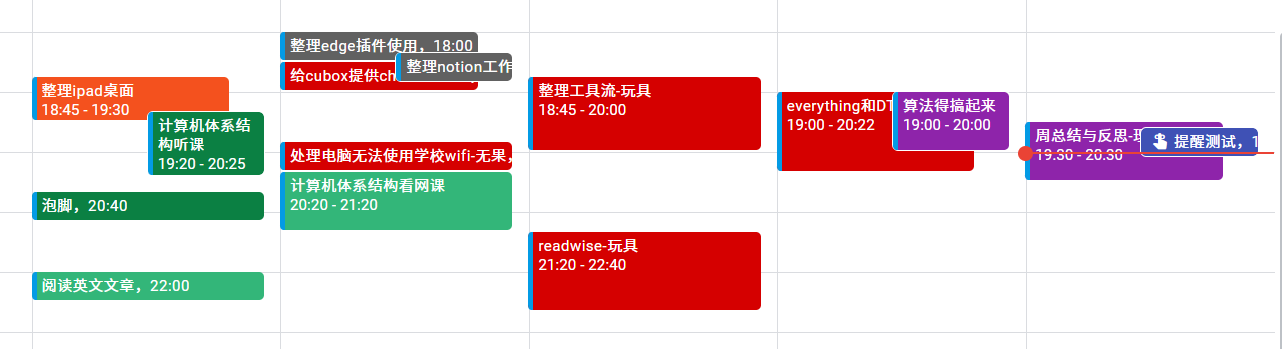 整理ipad桌面
18:45 - 19:30
计算机体系结
构听课
19:20 - 20:25
泡脚，20:40
阅读英文文章，22:00
整理edge插件使用，18:00
整理notion工作
给cubox提供ch
处理电脑无法使用学校wifi-无果，
计算机体系结构看网课
20:20 - 21:20
整理工具流-玩具
18:45 - 20:00
readwise-玩具
21:20 - 22:40
everything和DT
19:00 - 20:22
算法得搞起来
19:00 - 20:00
周总结与反思-
19:30 - 20:30
提醒测试，1